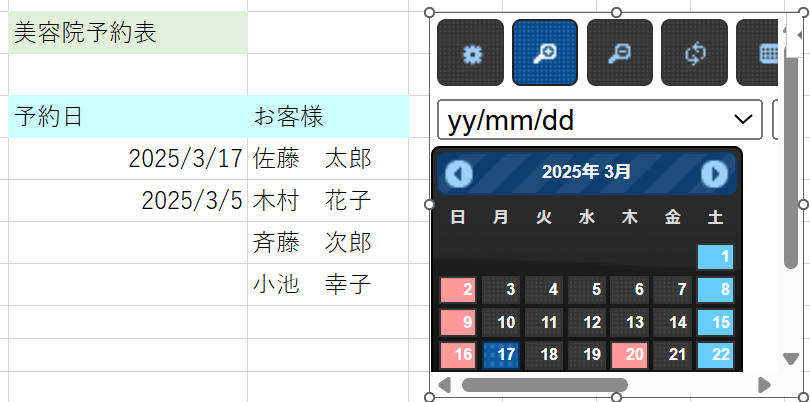 美容院予約表
予約日 お客様
2025/3/17 佐藤　太郎
2025/3/5 木村　花子
斉藤　次郎
小池　幸子
yy/mm/dd
2025年 3月
日 月 火 水 木 金 土
1
2 3 4 5 6 7 8
9 10 11 12 13 14 15
16 17 18 19 20 21 22